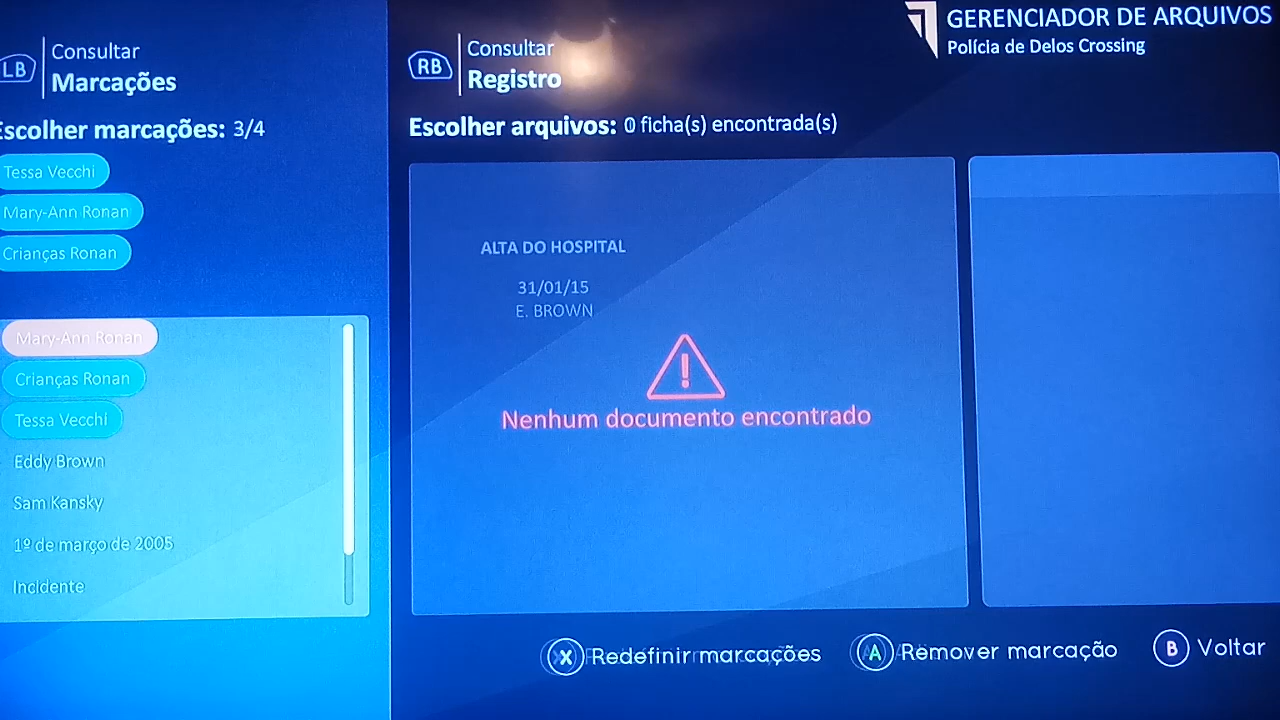 LB
Consultar
Marcações
Escolher marcações: 3/4
Tessa Vecchi
Mary-Ann Ronan
Crianças Ronan
Mary-Ann Ronan
Crianças Ronan
Tessa Vecchi
Eddy Brown
Sam Kansky
1º de março de 2005
Incidente
RB
Consultar
Registro
Escolher arquivos: 0 ficha(s) encontrada(s)
ALTA DO HOSPITAL
31/01/15
E. BROWN
Nenhum documento encontrado
GERENCIADOR DE ARQUIVOS
Polícia de Delos Crossing
X Redefinir marcações
A Remover marcação
B Voltar